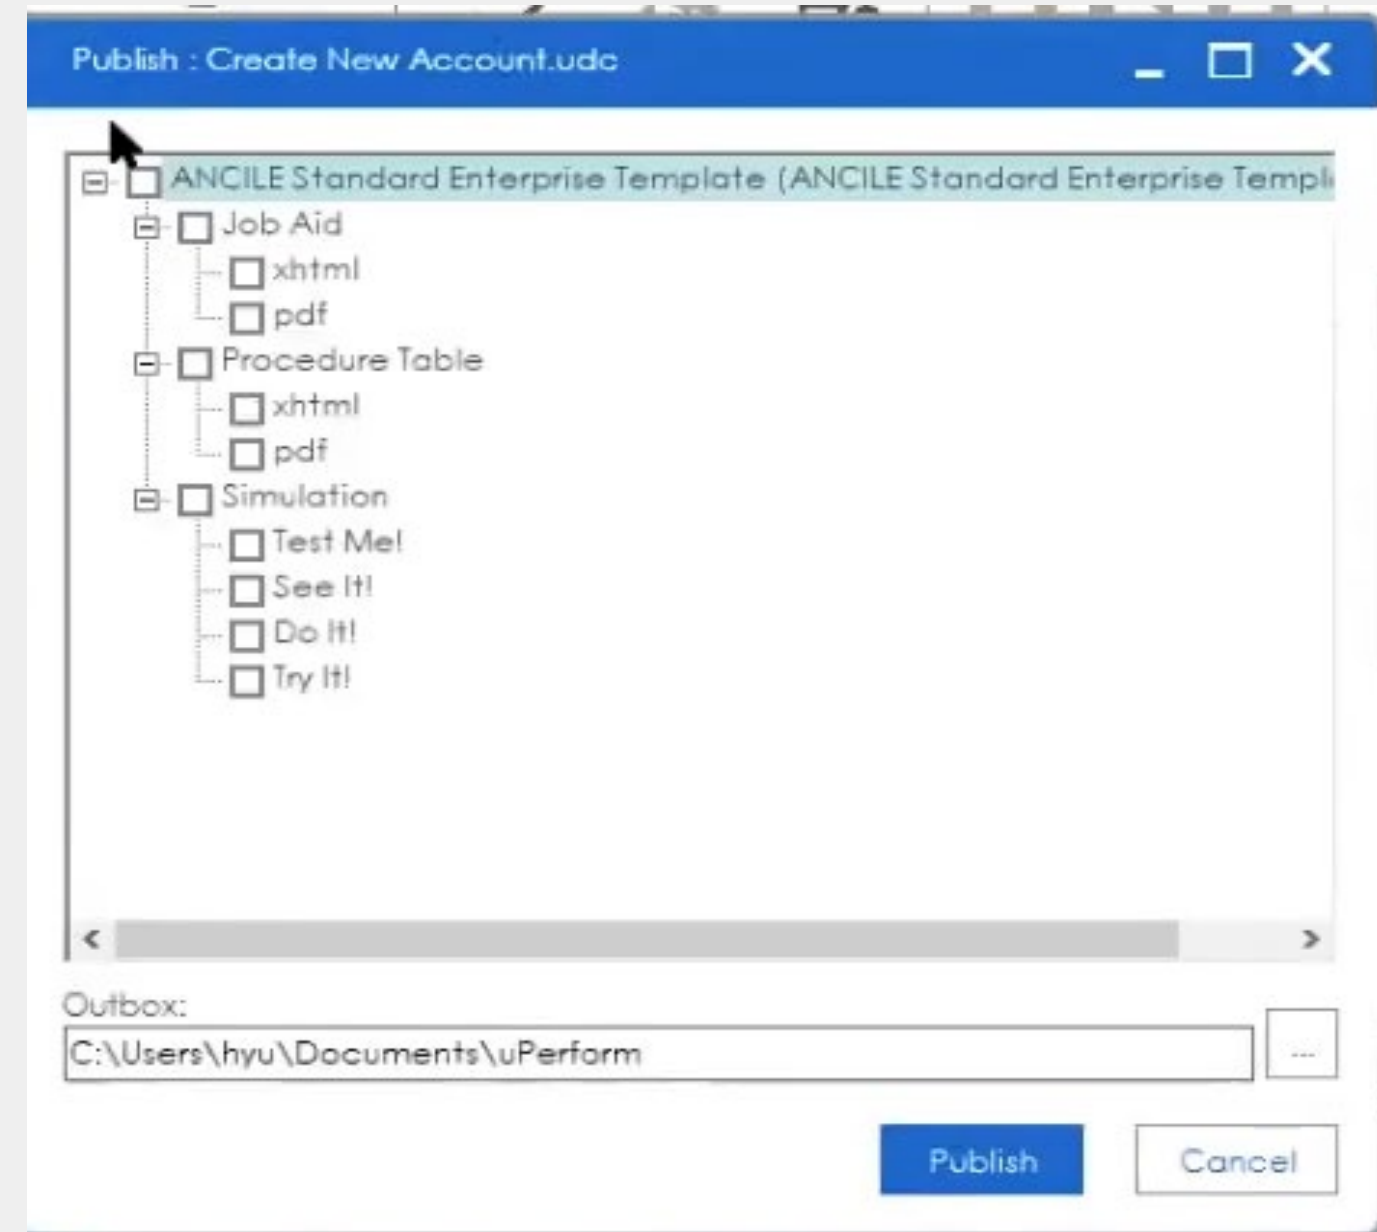 Publish : Create New Account.udc
ANCILE Standard Enterprise Template (ANCILE Standard Enterprise Templ
Job Aid
xhtml
pdf
Procedure Table
xhtml
pdf
Simulation
Test Me!
See It!
Do It!
Try It!
Outbox:
C:\Users\hyu\Documents\uPerform
...
Publish
Cancel